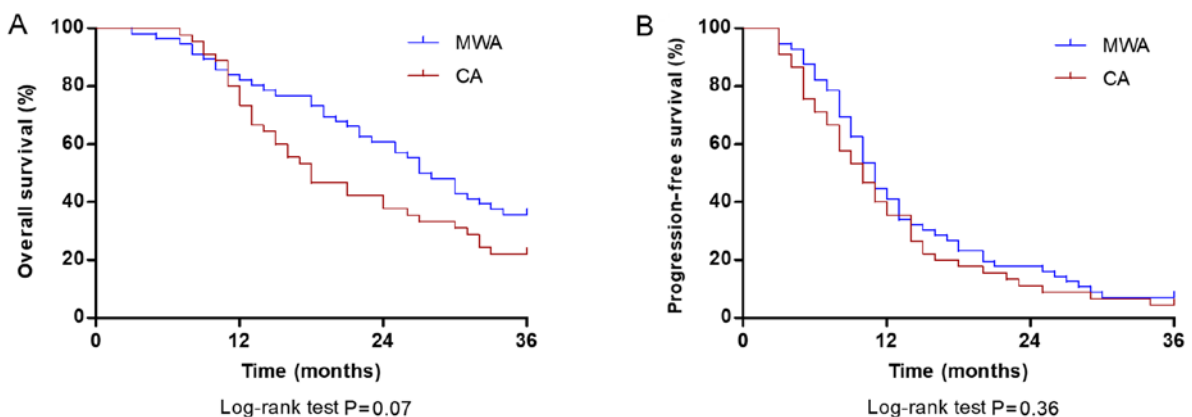 A
Overall survival (%)
100
80
60
40
20
0
MWA
CA
0 12 24 36
Time (months)
Log-rank test P=0.07
B
Progression-free survival (%)
100
80
60
40
20
0
MWA
CA
0 12 24 36
Time (months)
Log-rank test P=0.36